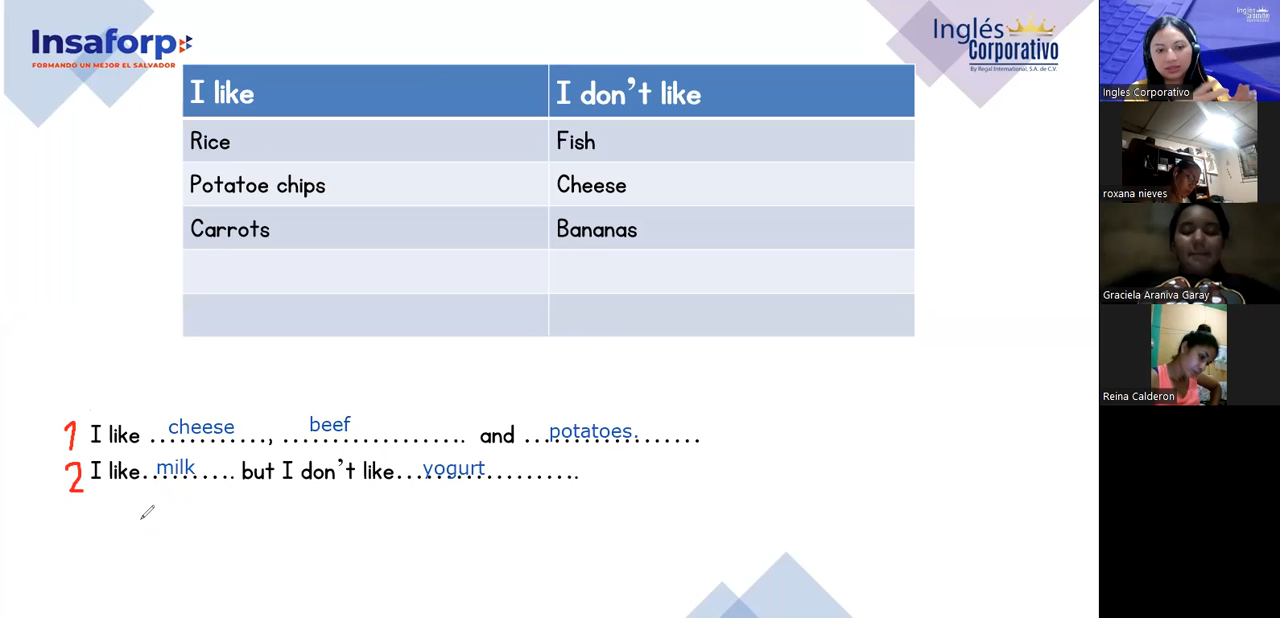 Insaforp
FORMANDO UN MEJOR EL SALVADOR
Inglés
Corporativo
By Regal International, S.A. de C.V.
I like I don't like
Rice Fish
Potatoe chips Cheese
Carrots Bananas
1 I like ...cheese..., ...beef.... and ...potatoes....
2 I like...milk.... but I don't like...yogurt....
Ingles Corporativo
roxana nieves
Graciela Araniva Garay
Reina Calderon